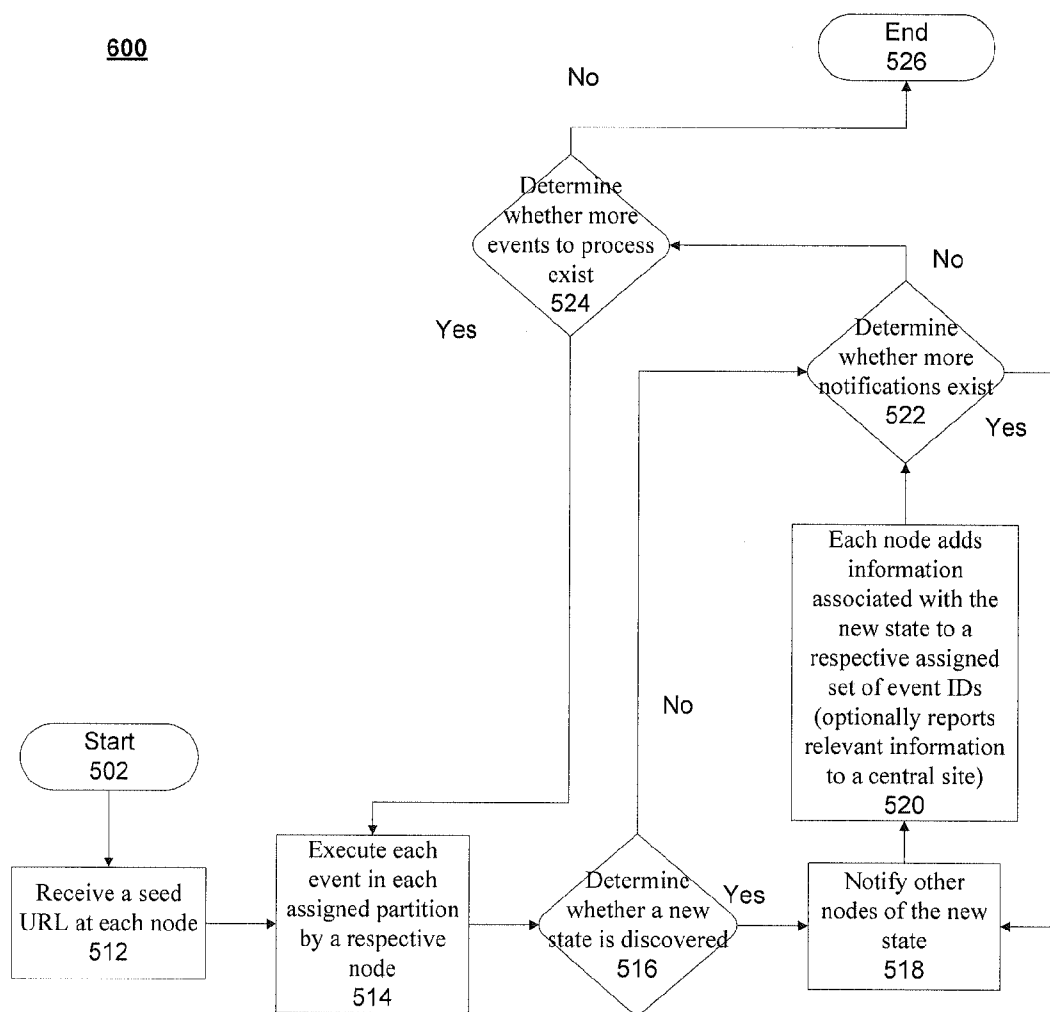 600
End
526
No
Determine
whether more
events to process
exist
524
No
Yes
Determine
whether more
notifications exist
522
Yes
Each node adds
information
associated with the
new state to a
respective assigned
set of event IDs
(optionally reports
relevant information
to a central site)
520
No
Start
502
Receive a seed
URL at each node
512
Execute each
event in each
assigned partition
by a respective
node
514
Determine
whether a new
state is discovered
516
Yes
Notify other
nodes of the new
state
518